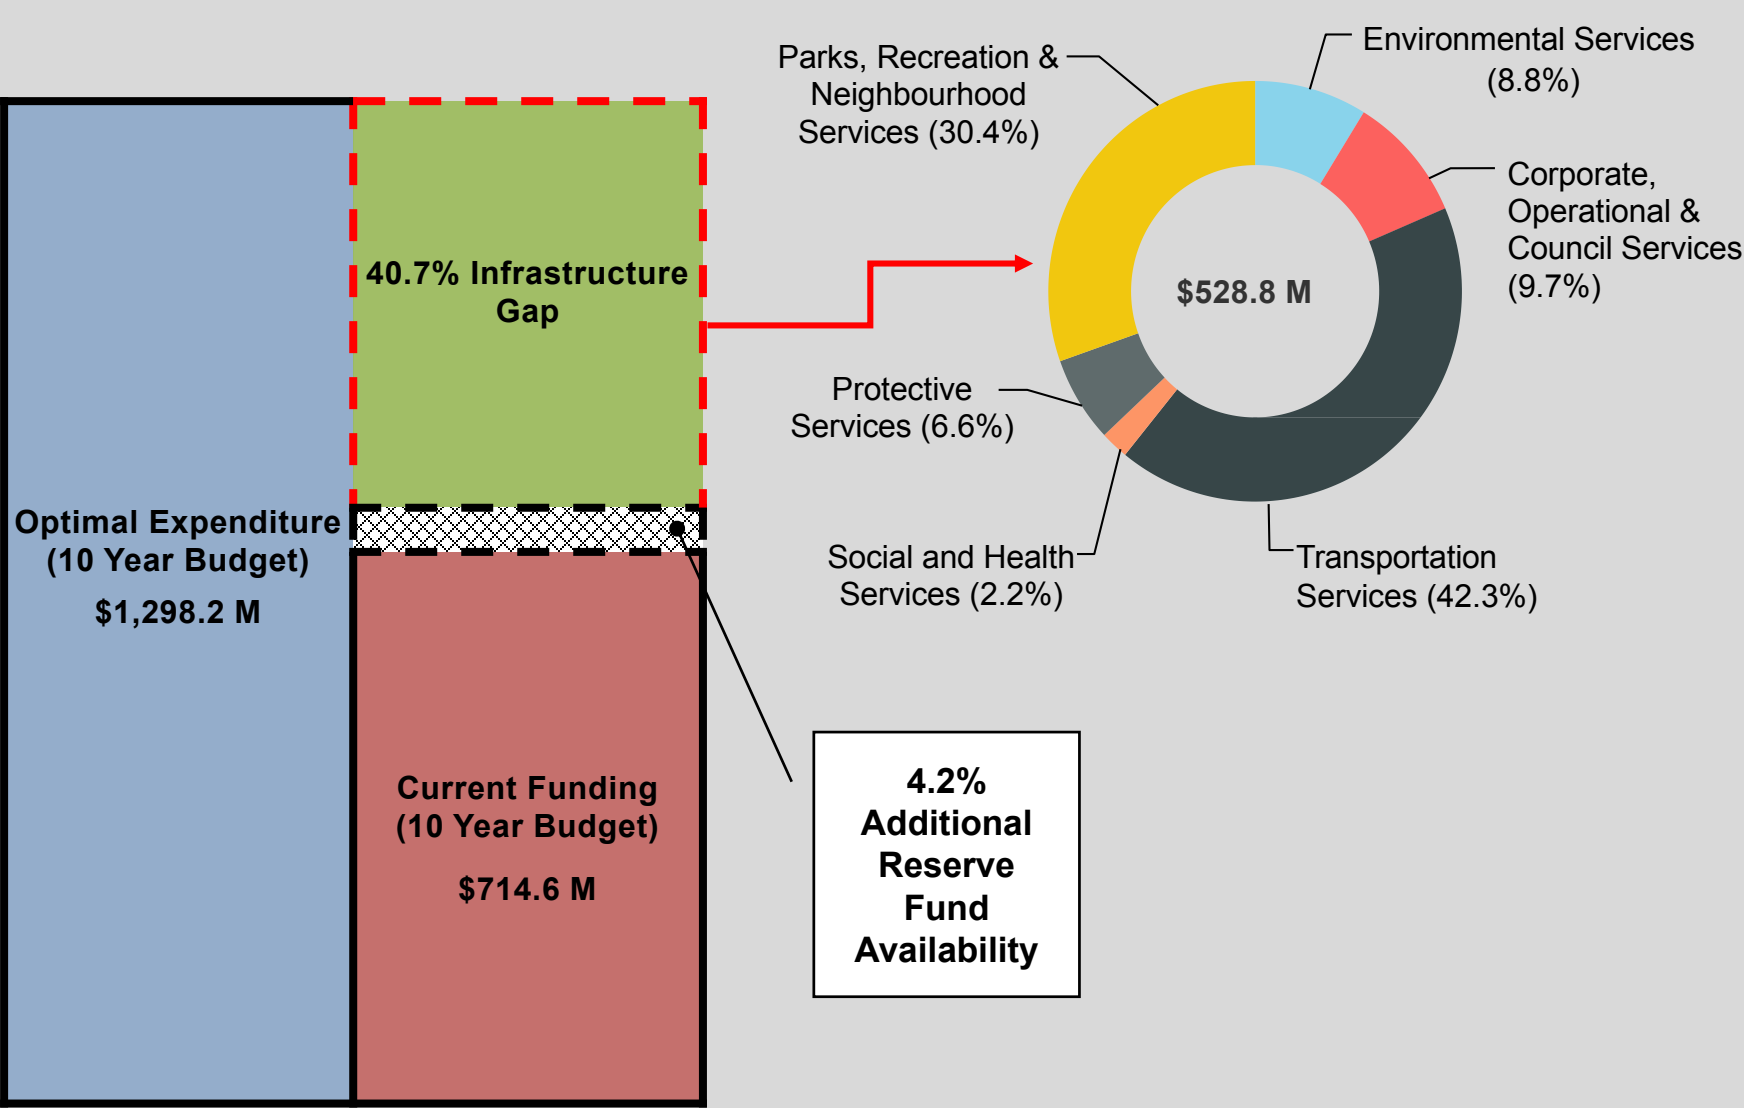 Optimal Expenditure
(10 Year Budget)
$1,298.2 M
40.7% Infrastructure
Gap
Current Funding
(10 Year Budget)
$714.6 M
4.2%
Additional
Reserve
Fund
Availability
Parks, Recreation &
Neighbourhood
Services (30.4%)
Environmental Services
(8.8%)
Corporate,
Operational &
Council Services
(9.7%)
$528.8 M
Protective
Services (6.6%)
Social and Health
Services (2.2%)
Transportation
Services (42.3%)